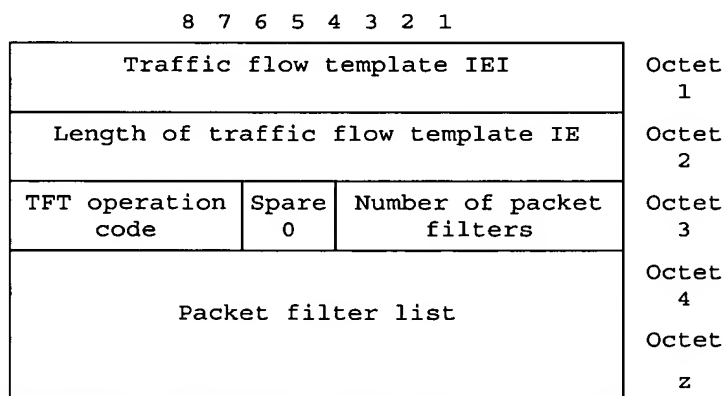 8 7 6 5 4 3 2 1
Traffic flow template IEI
Octet
1
Length of traffic flow template IE
Octet
2
TFT operation
code
Spare
0
Number of packet
filters
Octet
3
Packet filter list
Octet
4
Octet
z